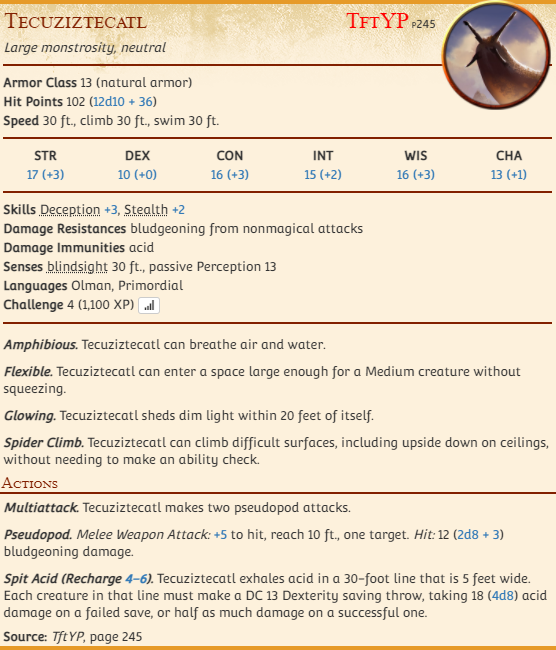 Tecuziztecatl TftYP p245
Large monstrosity, neutral
Armor Class 13 (natural armor)
Hit Points 102 (12d10 + 36)
Speed 30 ft., climb 30 ft., swim 30 ft.
STR DEX CON INT WIS CHA
17 (+3) 10 (+0) 16 (+3) 15 (+2) 16 (+3) 13 (+1)
Skills Deception +3, Stealth +2
Damage Resistances bludgeoning from nonmagical attacks
Damage Immunities acid
Senses blindsight 30 ft., passive Perception 13
Languages Olman, Primordial
Challenge 4 (1,100 XP)
Amphibious. Tecuziztecatl can breathe air and water.
Flexible. Tecuziztecatl can enter a space large enough for a Medium creature without
squeezing.
Glowing. Tecuziztecatl sheds dim light within 20 feet of itself.
Spider Climb. Tecuziztecatl can climb difficult surfaces, including upside down on ceilings,
without needing to make an ability check.
Actions
Multiattack. Tecuziztecatl makes two pseudopod attacks.
Pseudopod. Melee Weapon Attack: +5 to hit, reach 10 ft., one target. Hit: 12 (2d8 + 3)
bludgeoning damage.
Spit Acid (Recharge 4–6). Tecuziztecatl exhales acid in a 30-foot line that is 5 feet wide.
Each creature in that line must make a DC 13 Dexterity saving throw, taking 18 (4d8) acid
damage on a failed save, or half as much damage on a successful one.
Source: TftYP, page 245